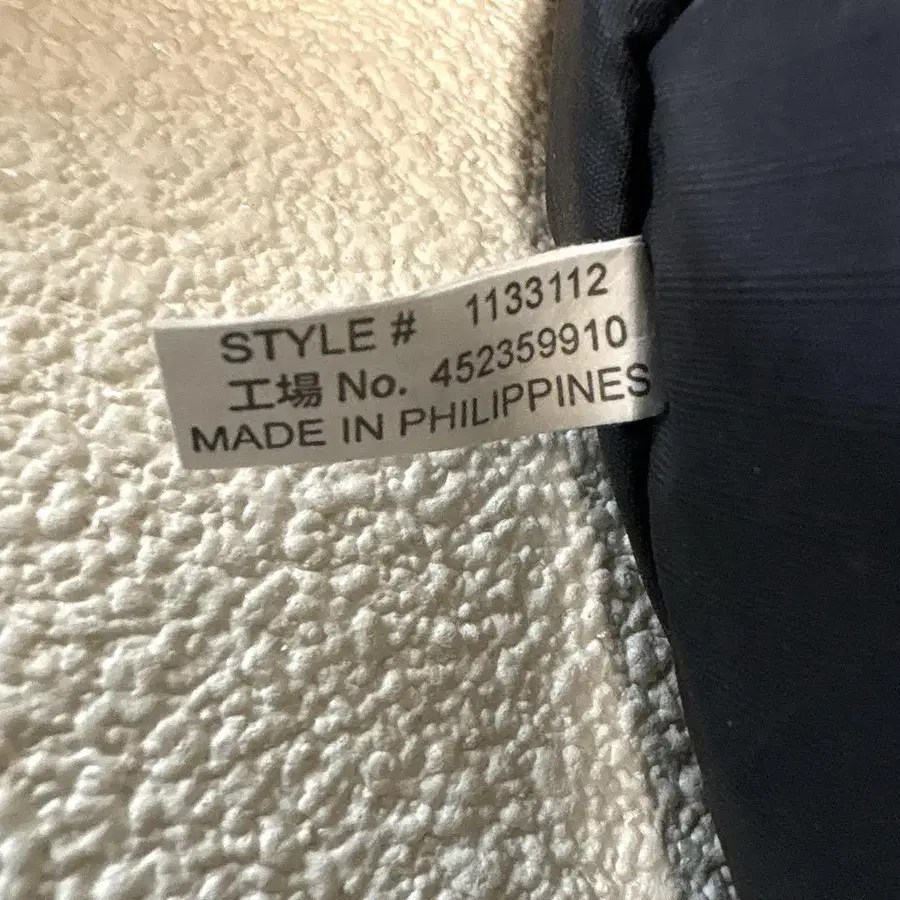 STYLE # 1133112
工場 No. 452359910
MADE IN PHILIPPINES